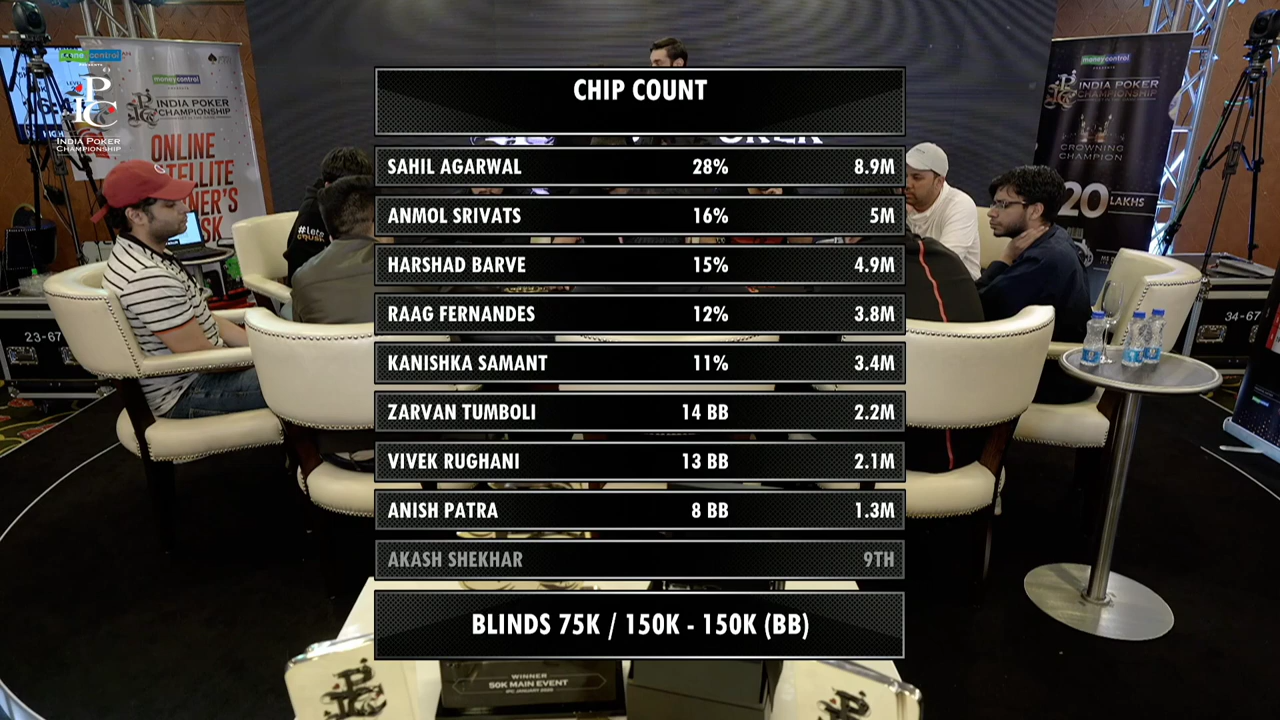 CHIP COUNT
SAHIL AGARWAL 28% 8.9M
ANMOL SRIVATS 16% 5M
HARSHAD BARVE 15% 4.9M
RAAG FERNANDES 12% 3.8M
KANISHKA SAMANT 11% 3.4M
ZARVAN TUMBOLI 14 BB 2.2M
VIVEK RUGHANI 13 BB 2.1M
ANISH PATRA 8 BB 1.3M
AKASH SHEKHAR 9TH
BLINDS 75K / 150K - 150K (BB)
INDIA POKER
CHAMPIONSHIP
moneycontrol
INDIA POKER
CHAMPIONSHIP
ONLINE
moneycontrol
INDIA POKER
CHAMPIONSHIP
CROWNING
CHAMPION
20 LAKHS
23-67
34-67
WINNER
50K MAIN EVENT